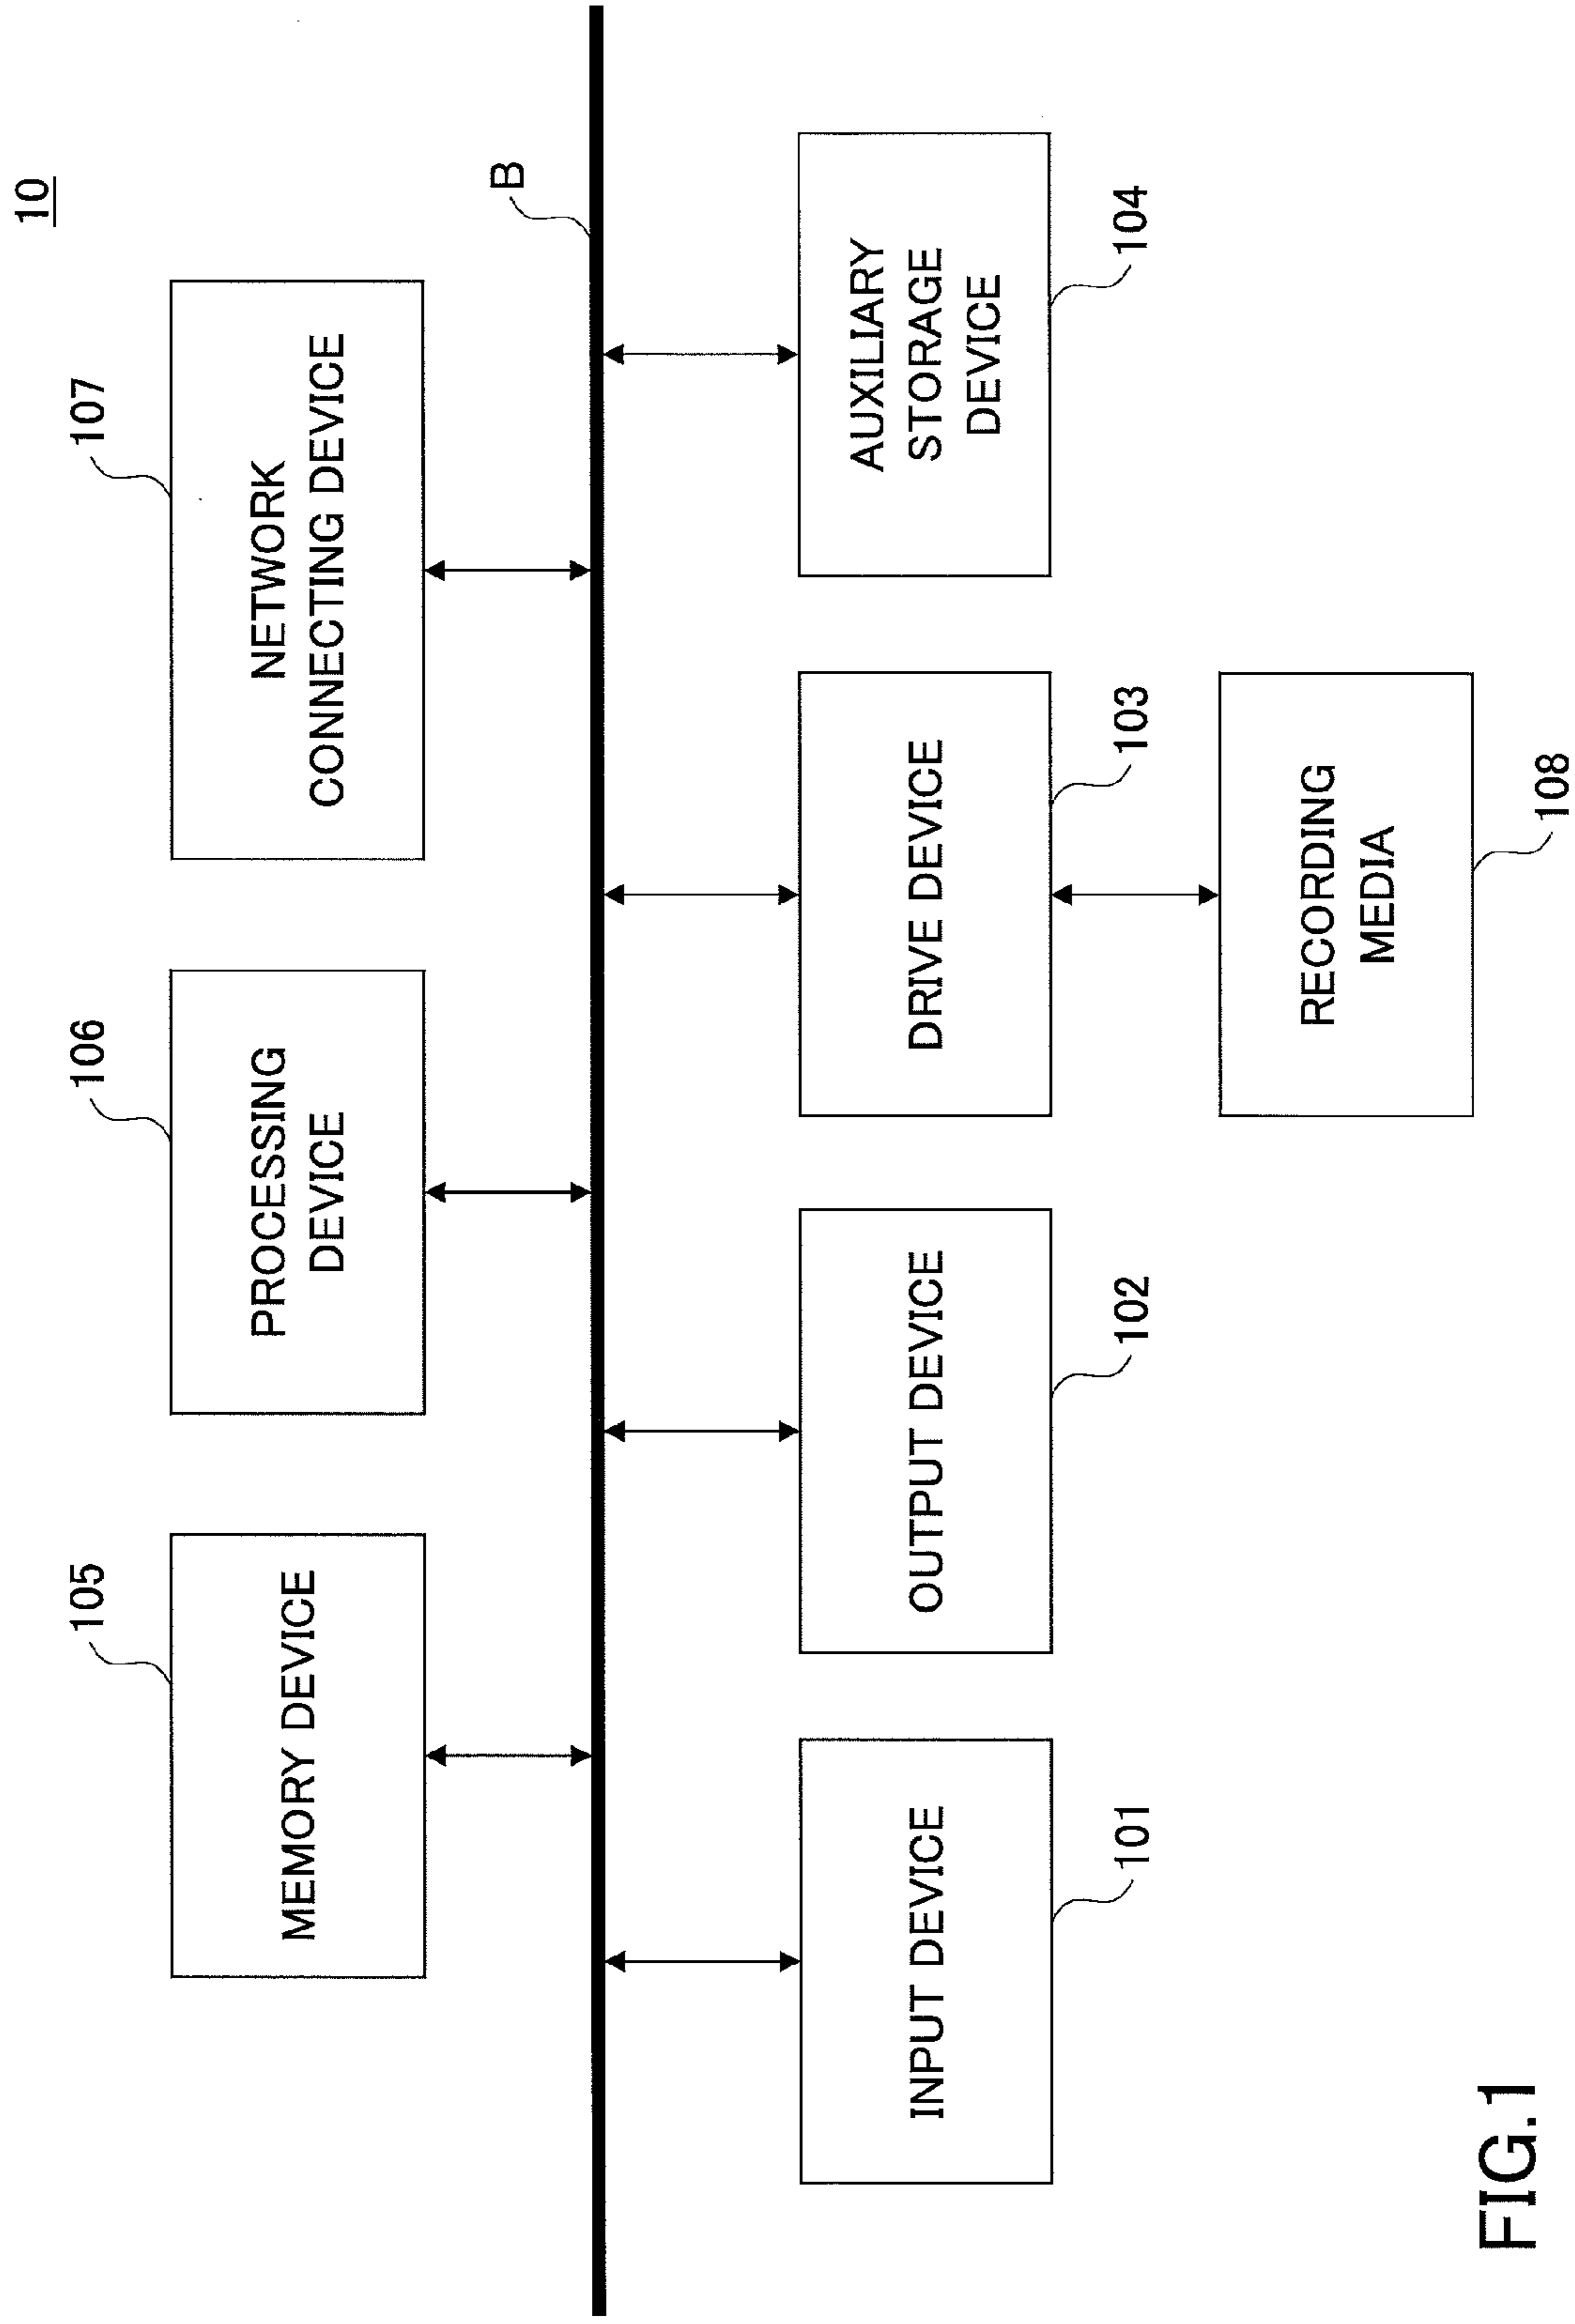 FIG.1
10
105
MEMORY DEVICE
106
PROCESSING
DEVICE
107
NETWORK
CONNECTING DEVICE
B
INPUT DEVICE
101
OUTPUT DEVICE
102
DRIVE DEVICE
103
AUXILIARY
STORAGE
DEVICE
104
RECORDING
MEDIA
108